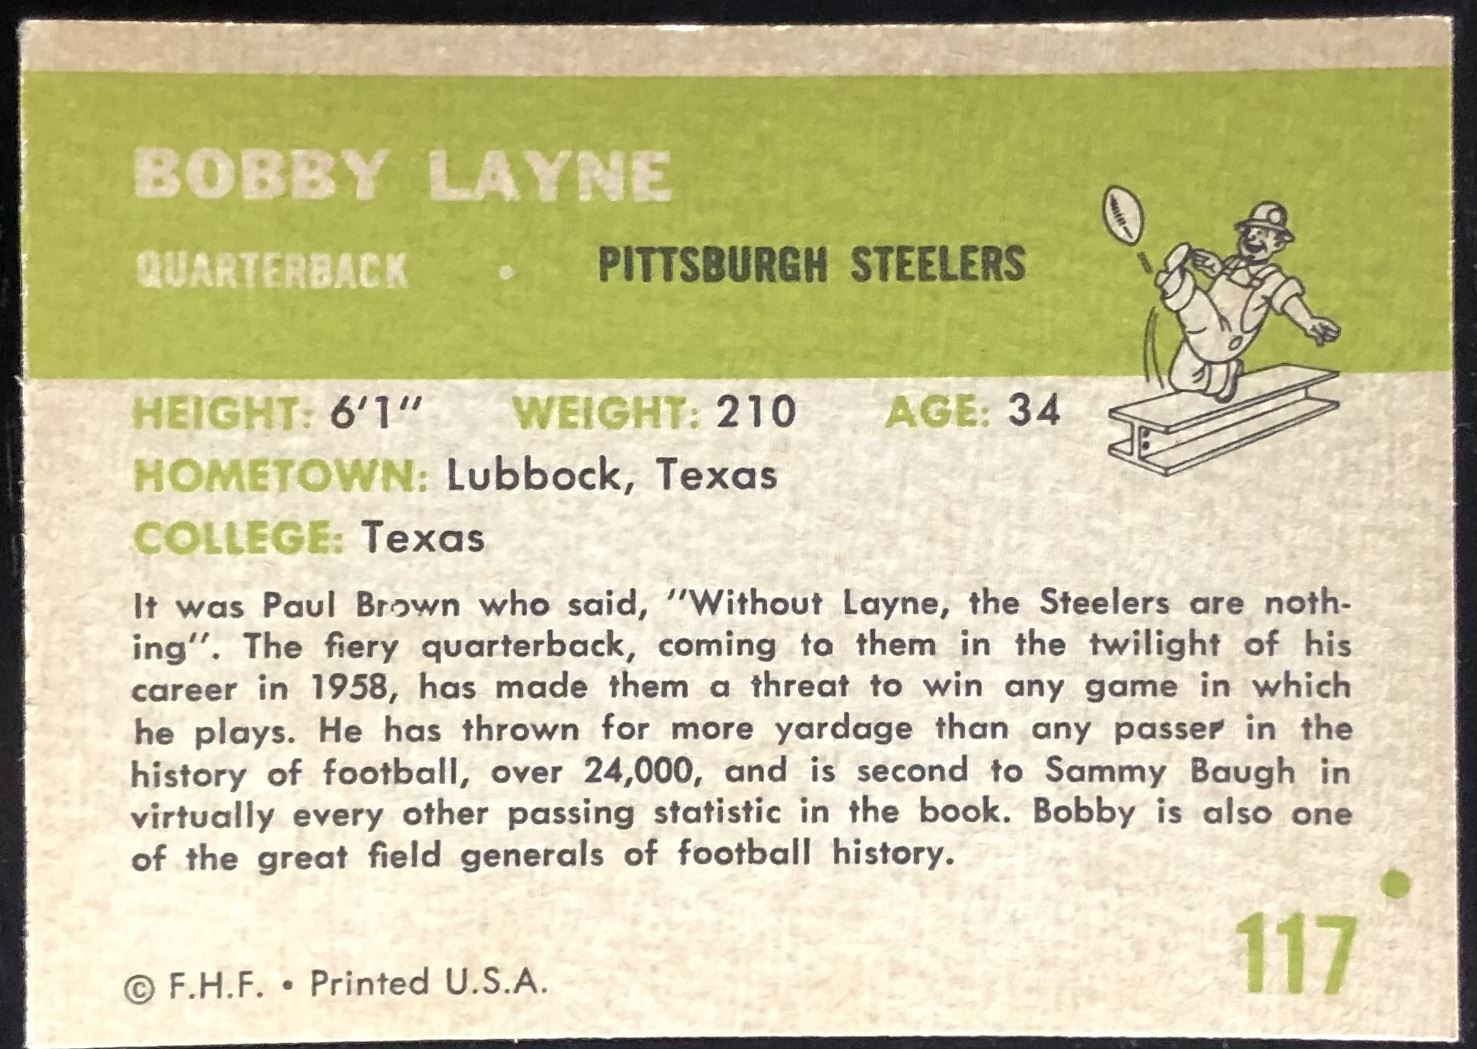 BOBBY LAYNE
QUARTERBACK • PITTSBURGH STEELERS
HEIGHT: 6'1" WEIGHT: 210 AGE: 34
HOMETOWN: Lubbock, Texas
COLLEGE: Texas
It was Paul Brown who said, "Without Layne, the Steelers are noth-
ing". The fiery quarterback, coming to them in the twilight of his
career in 1958, has made them a threat to win any game in which
he plays. He has thrown for more yardage than any passer in the
history of football, over 24,000, and is second to Sammy Baugh in
virtually every other passing statistic in the book. Bobby is also one
of the great field generals of football history.
117
© F.H.F. • Printed U.S.A.